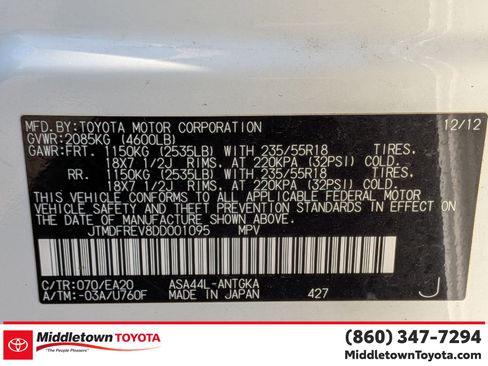 MFD.BY:TOYOTA MOTOR CORPORATION 12/12
GVWR:2085KG (4600LB)
GAWR:FRT. 1150KG (2535LB) WITH 235/55R18 TIRES.
18X7 1/2J RIMS. AT 220KPA (32PSI) COLD.
RR. 1150KG (2535LB) WITH 235/55R18 TIRES.
18X7 1/2J RIMS. AT 220KPA (32PSI) COLD.
THIS VEHICLE CONFORMS TO ALL APPLICABLE FEDERAL MOTOR
VEHICLE SAFETY AND THEFT PREVENTION STANDARDS IN EFFECT ON
THE DATE OF MANUFACTURE SHOWN ABOVE.
JTMDFREV8DD001095 MPV
C/TR:070/EA20 ASA44L-ANTGKA
A/TM:-03A/U760F MADE IN JAPAN 427 J
Middletown TOYOTA
"The People Pleasers"
(860) 347-7294
MiddletownToyota.com